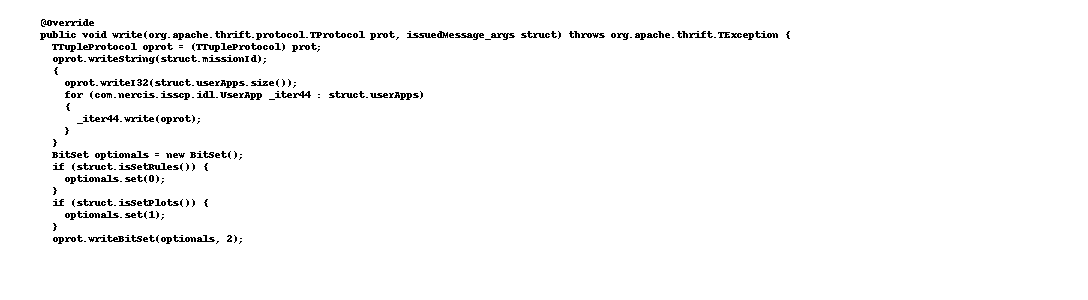 @Override
public void write(org.apache.thrift.protocol.TProtocol prot, issuedMessage_args struct) throws org.apache.thrift.TException {
TTupleProtocol oprot = (TTupleProtocol) prot;
oprot.writeString(struct.missionId);
{
oprot.writeI32(struct.userApps.size());
for (com.nercis.isscp.idl.UserApp _iter44 : struct.userApps)
{
_iter44.write(oprot);
}
}
BitSet optionals = new BitSet();
if (struct.isSetRules()) {
optionals.set(0);
}
if (struct.isSetPlots()) {
optionals.set(1);
}
oprot.writeBitSet(optionals, 2);